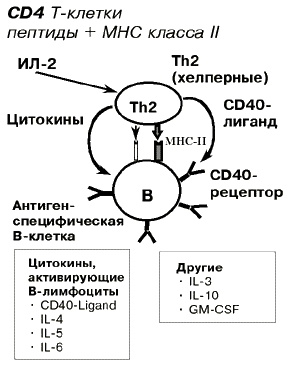 CD4 Т-клетки
пептиды + МНС класса II
ИЛ-2
Th2
(хелперные)
Th2
Цитокины
CD40-
лиганд
MHC-II
CD40-
рецептор
В
Антиген-
специфическая
В-клетка
Цитокины,
активирующие
В-лимфоциты
· CD40-Ligand
· IL-4
· IL-5
· IL-6
Другие
· IL-3
· IL-10
· GM-CSF